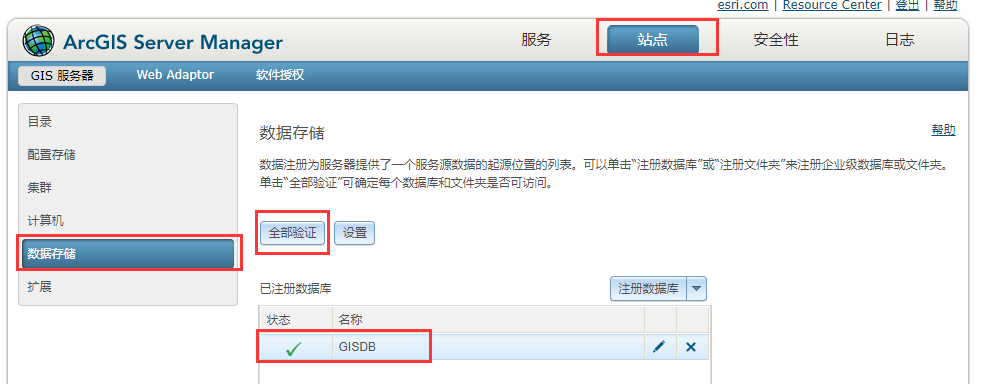 esri.com | Resource Center | 登出 | 帮助
ArcGIS Server Manager
服务 站点 安全性 日志
GIS 服务器 Web Adaptor 软件授权
目录
配置存储
集群
计算机
数据存储
扩展
数据存储 帮助
数据注册为服务器提供了一个服务源数据的起源位置的列表。可以单击“注册数据库”或“注册文件夹”来注册企业级数据库或文件夹。
单击“全部验证”可确定每个数据库和文件夹是否可访问。
全部验证 设置
已注册数据库 注册数据库
状态 名称
GISDB